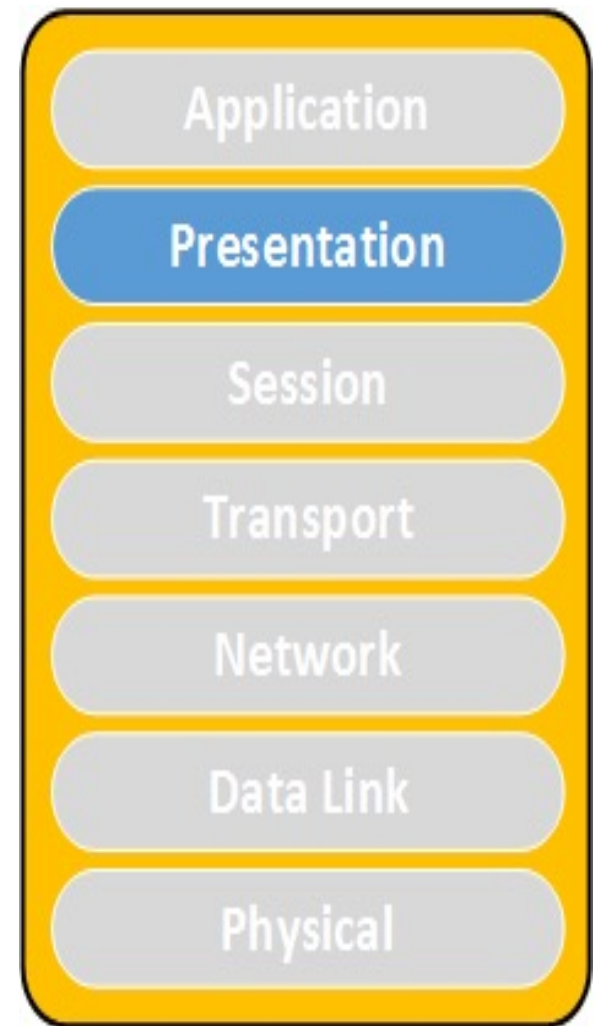 Application
Presentation
Session
Transport
Network
Data Link
Physical